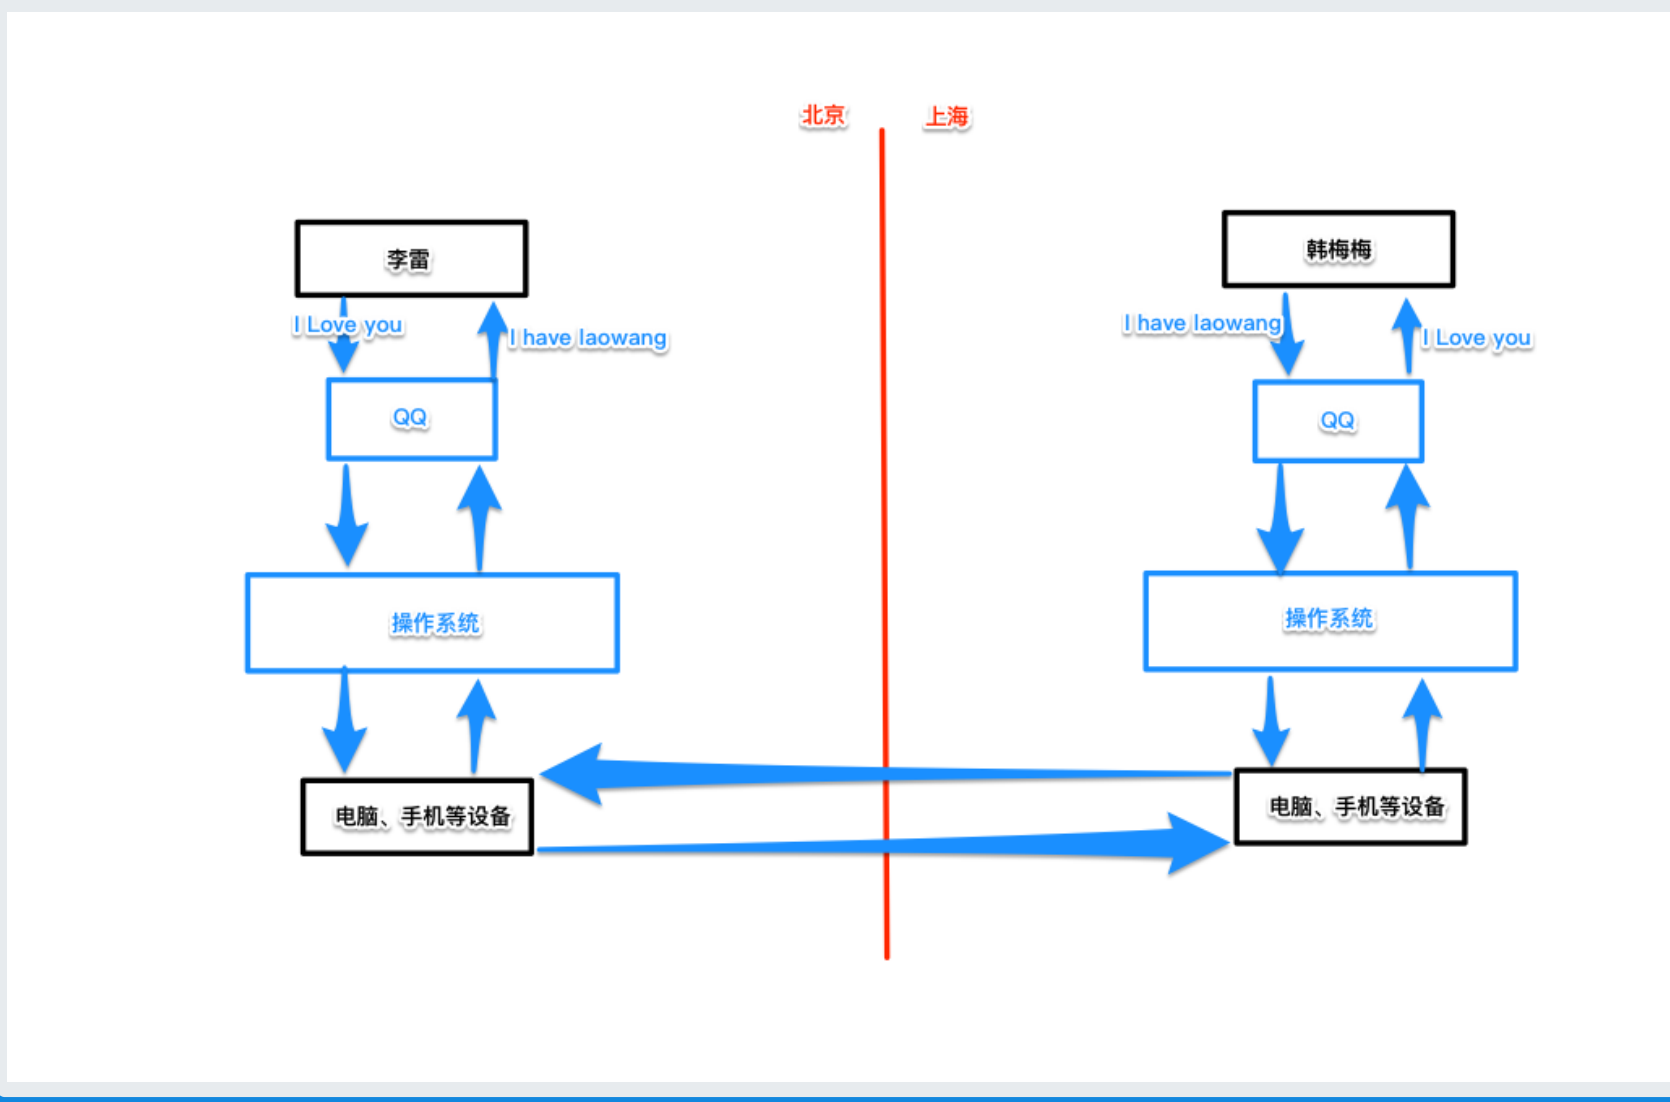 北京
上海
李雷
韩梅梅
I Love you
I have laowang
I have laowang
I Love you
QQ
QQ
操作系统
操作系统
电脑、手机等设备
电脑、手机等设备